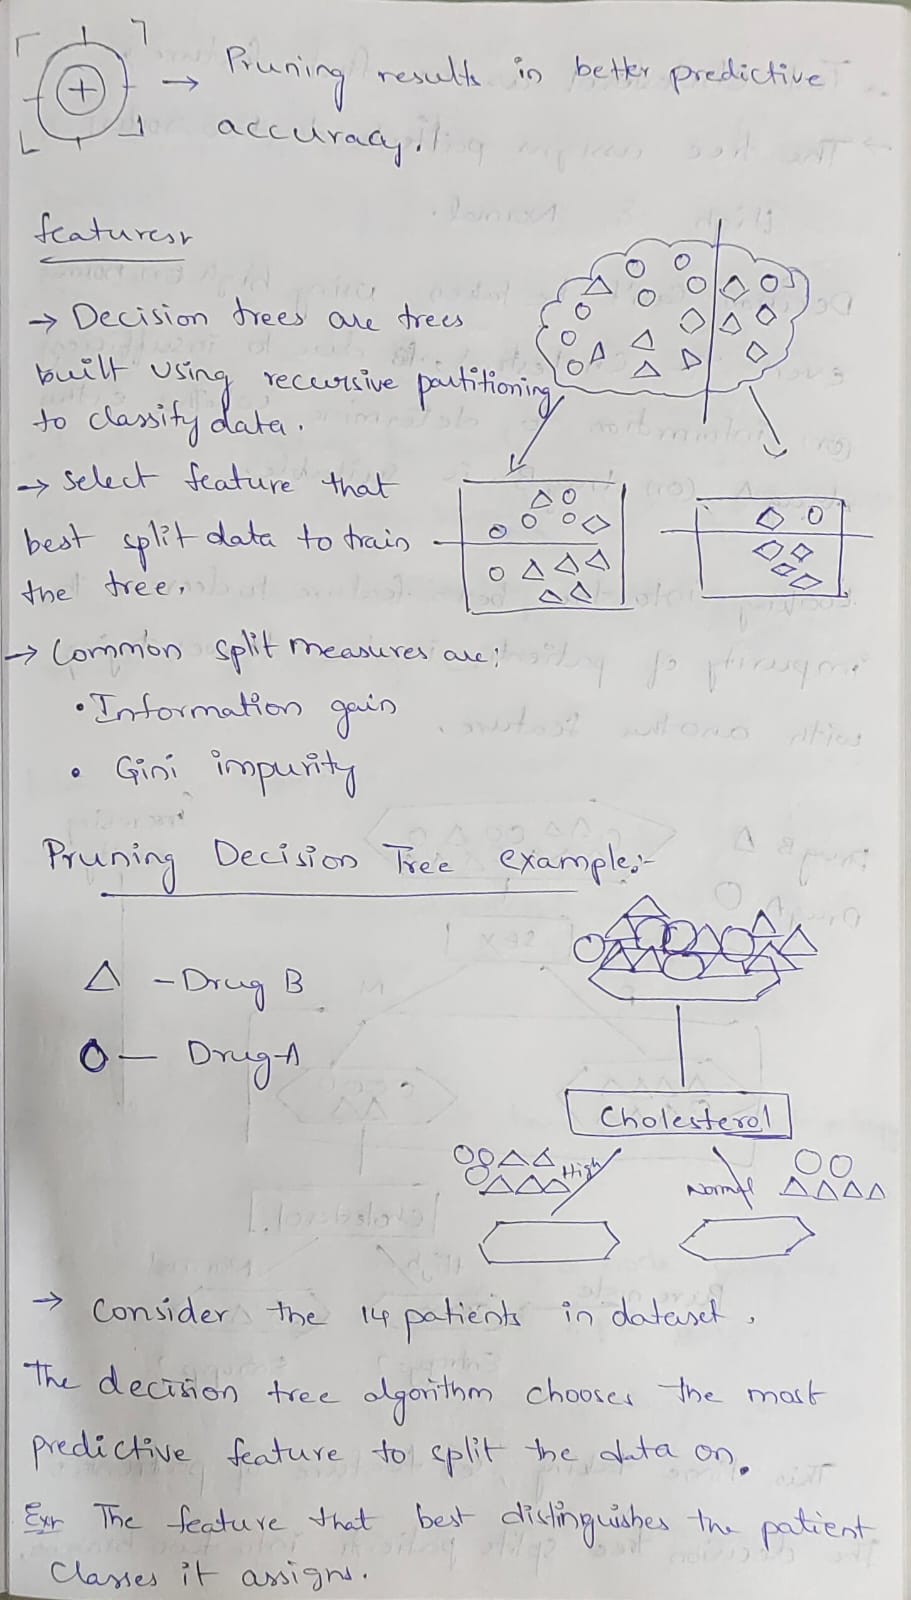 → Pruning results in better predictive
accuracy.
features:
→ Decision trees are trees
built using recursive partitioning
to classify data.
→ Select feature that
best split data to train
the tree.
→ Common split measures are:
• Information gain
• Gini impurity
Pruning Decision Tree example:-
△ - Drug B
O — Drug-A
Cholesterol
High
Normal
→ Consider the 14 patients in dataset.
The decision tree algorithm chooses the most
predictive feature to split the data on.
Ex: The feature that best distinguishes the patient
classes it assigns.